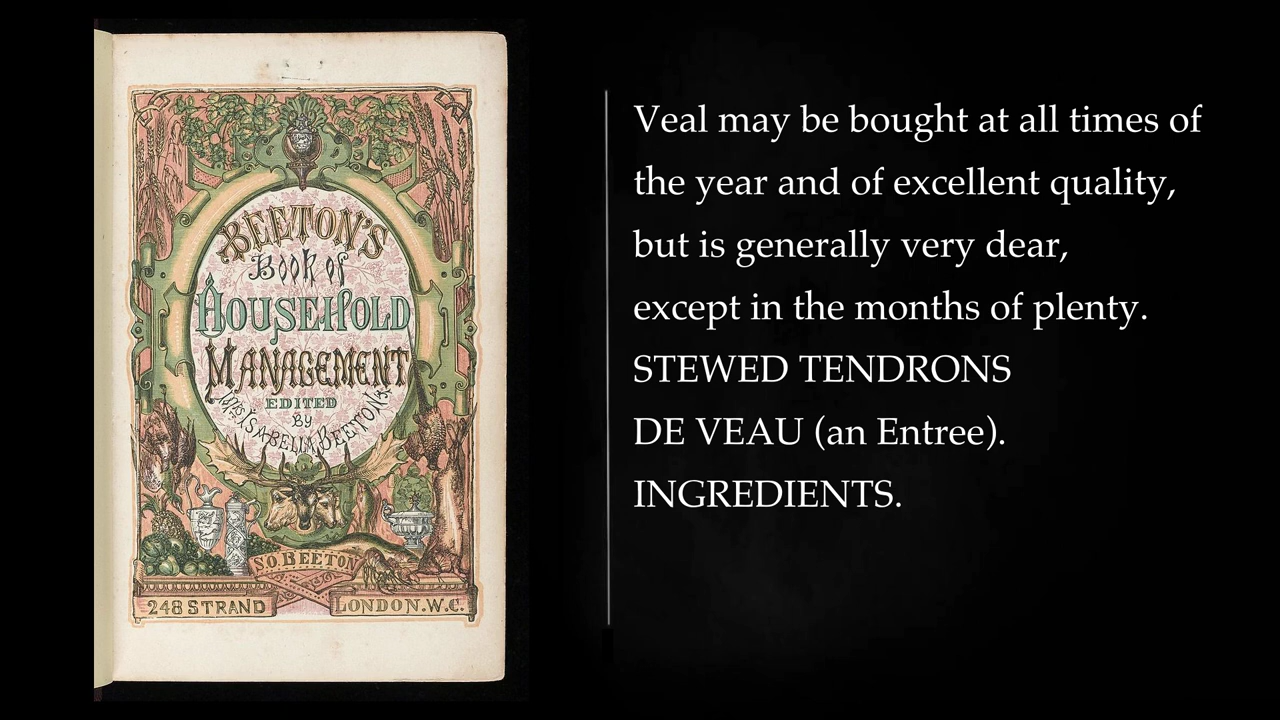 BEETON'S
Book of
HOUSEHOLD
MANAGEMENT
EDITED
BY
MRS. ISABELLA BEETON
S.O. BEETON
248 STRAND
LONDON. W.C.
Veal may be bought at all times of
the year and of excellent quality,
but is generally very dear,
except in the months of plenty.
STEWED TENDRONS
DE VEAU (an Entree).
INGREDIENTS.